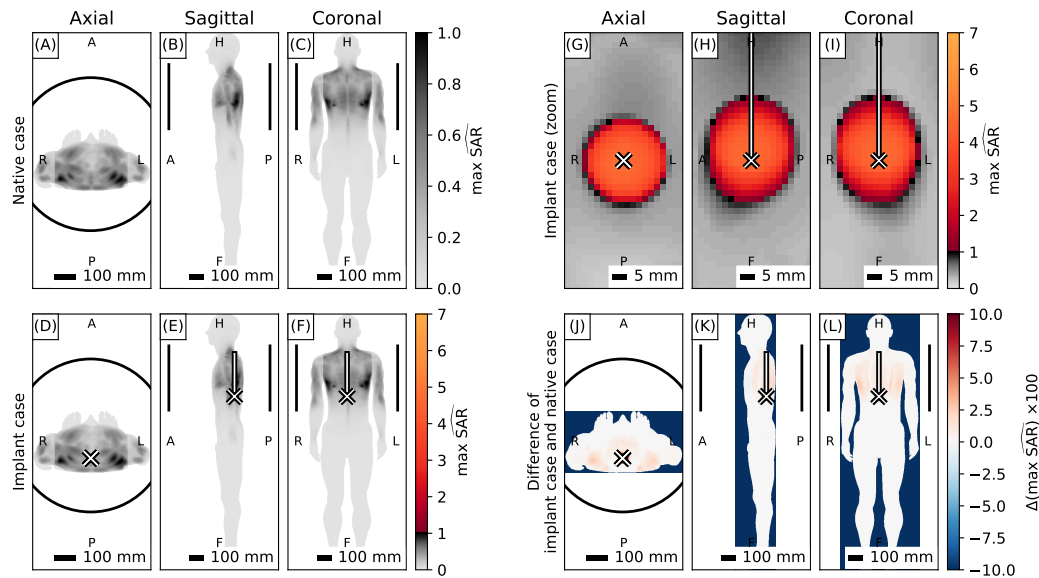 Axial
Sagittal
Coronal
Axial
Sagittal
Coronal
Native case
(A)
A
R
L
P
100 mm
(B)
H
A
P
F
100 mm
(C)
H
R
L
F
100 mm
1.0
0.8
0.6
0.4
0.2
0.0
max SAR
Implant case (zoom)
(G)
A
R
L
P
5 mm
(H)
H
A
P
F
5 mm
(I)
H
R
L
F
5 mm
7
6
5
4
3
2
1
0
max SAR
Implant case
(D)
A
R
L
P
100 mm
(E)
H
A
P
F
100 mm
(F)
H
R
L
F
100 mm
7
6
5
4
3
2
1
0
max SAR
Difference of
implant case and native case
(J)
A
R
L
P
100 mm
(K)
H
A
P
F
100 mm
(L)
H
R
L
F
100 mm
10.0
7.5
5.0
2.5
0.0
−2.5
−5.0
−7.5
−10.0
Δ(max SAR) ×100